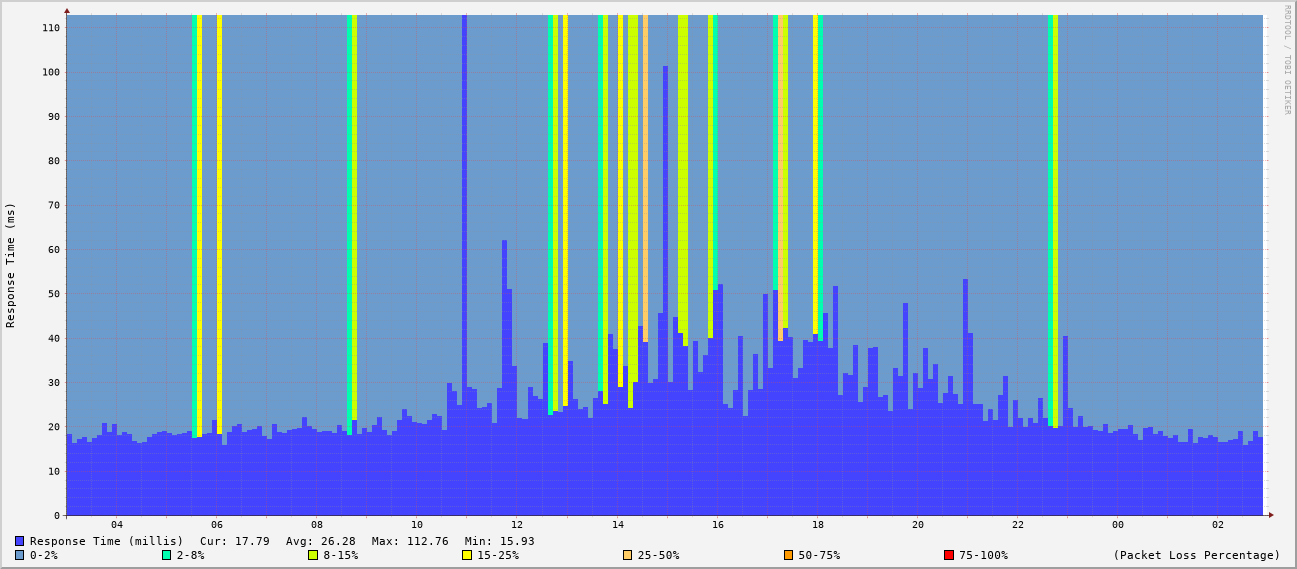 RRDTOOL / TOBI OETIKER
Response Time (ms)
110
100
90
80
70
60
50
40
30
20
10
0
04 06 08 10 12 14 16 18 20 22 00 02
Response Time (millis) Cur: 17.79 Avg: 26.28 Max: 112.76 Min: 15.93
0-2% 2-8% 8-15% 15-25% 25-50% 50-75% 75-100% (Packet Loss Percentage)